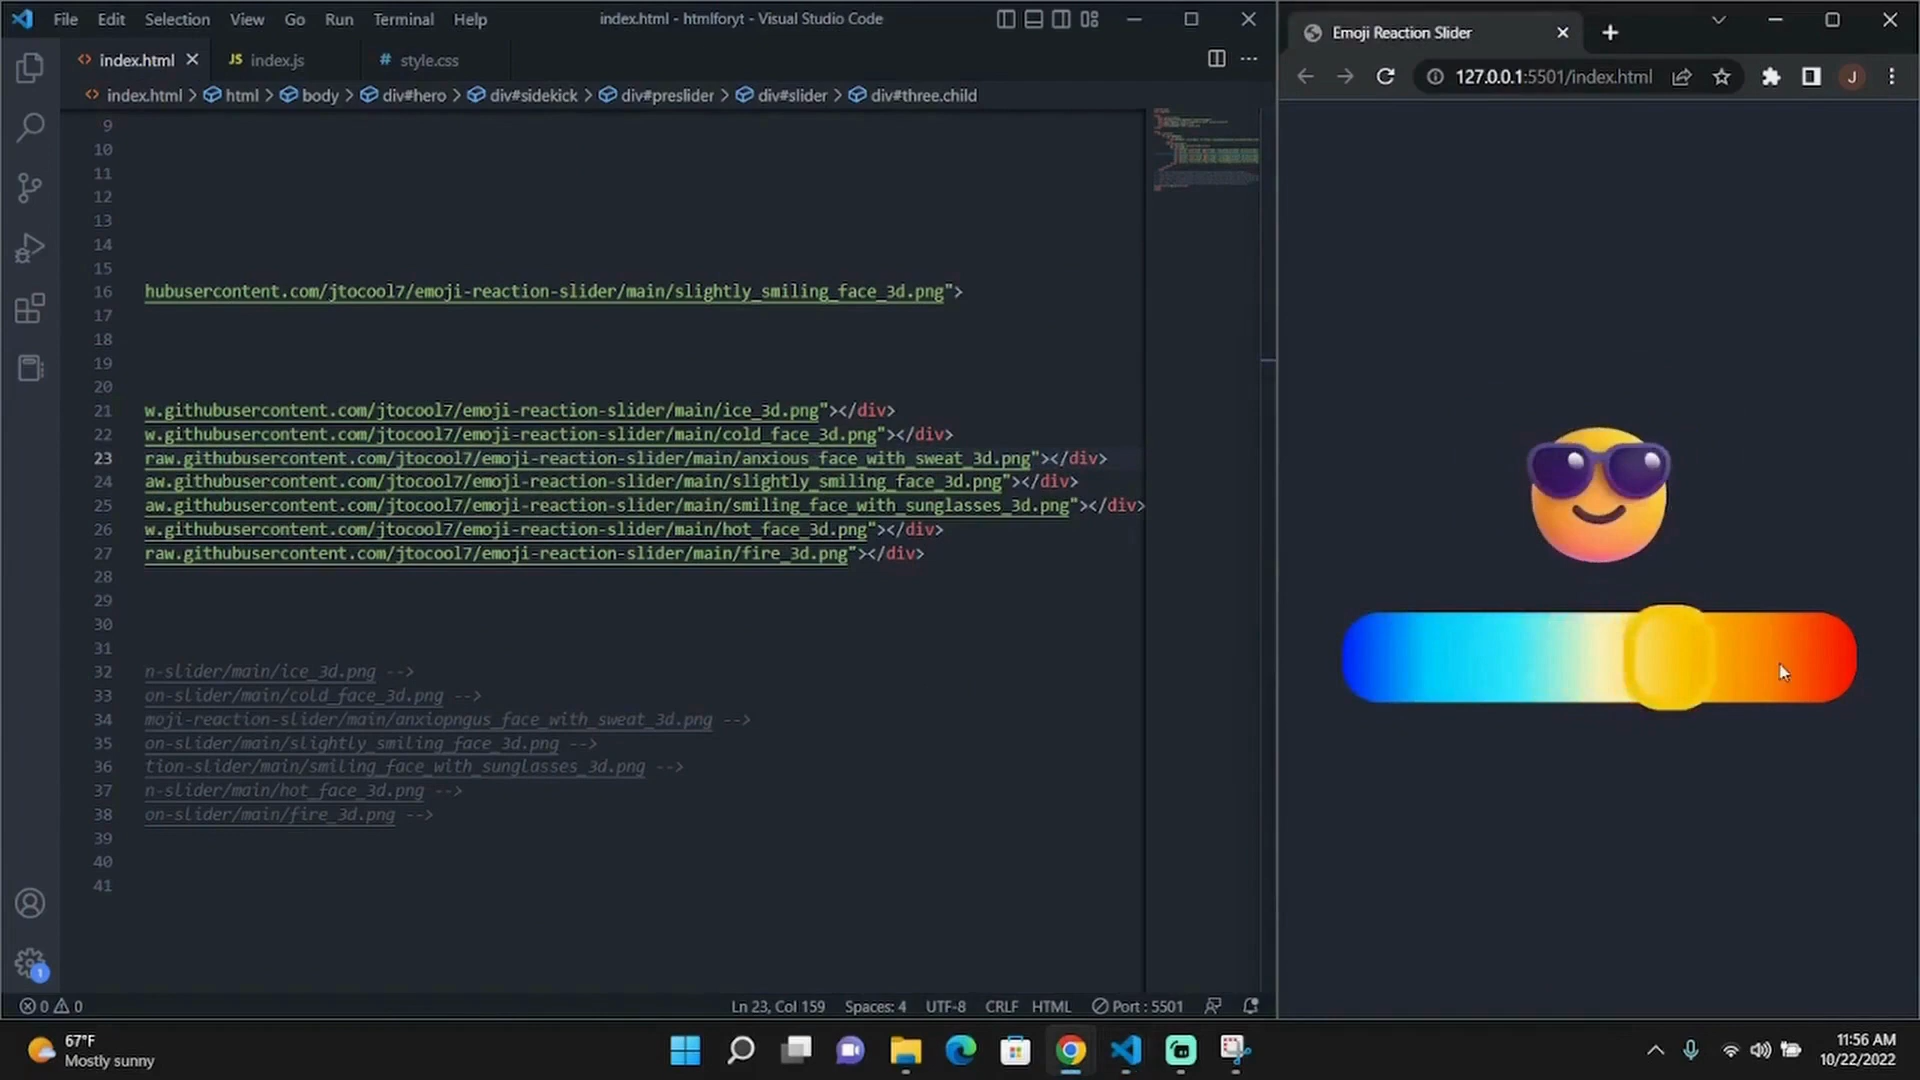 File Edit Selection View Go Run Terminal Help
index.html - htmlforyt - Visual Studio Code
index.html
JS index.js
# style.css
index.html > html > body > div#hero > div#sidekick > div#preslider > div#slider > div#three.child
9
10
11
12
13
14
15
16 hubusercontent.com/jtocool7/emoji-reaction-slider/main/slightly_smiling_face_3d.png">
17
18
19
20
21 w.githubusercontent.com/jtocool7/emoji-reaction-slider/main/ice_3d.png"></div>
22 w.githubusercontent.com/jtocool7/emoji-reaction-slider/main/cold_face_3d.png"></div>
23 raw.githubusercontent.com/jtocool7/emoji-reaction-slider/main/anxious_face_with_sweat_3d.png"></div>
24 aw.githubusercontent.com/jtocool7/emoji-reaction-slider/main/slightly_smiling_face_3d.png"></div>
25 aw.githubusercontent.com/jtocool7/emoji-reaction-slider/main/smiling_face_with_sunglasses_3d.png"></div>
26 w.githubusercontent.com/jtocool7/emoji-reaction-slider/main/hot_face_3d.png"></div>
27 raw.githubusercontent.com/jtocool7/emoji-reaction-slider/main/fire_3d.png"></div>
28
29
30
31
32 n-slider/main/ice_3d.png -->
33 on-slider/main/cold_face_3d.png -->
34 moji-reaction-slider/main/anxiopngus_face_with_sweat_3d.png -->
35 on-slider/main/slightly_smiling_face_3d.png -->
36 tion-slider/main/smiling_face_with_sunglasses_3d.png -->
37 n-slider/main/hot_face_3d.png -->
38 on-slider/main/fire_3d.png -->
39
40
41
1
0 0
Ln 23, Col 159 Spaces: 4 UTF-8 CRLF HTML Port : 5501
Emoji Reaction Slider
127.0.0.1:5501/index.html
J
67°F
Mostly sunny
11:56 AM
10/22/2022